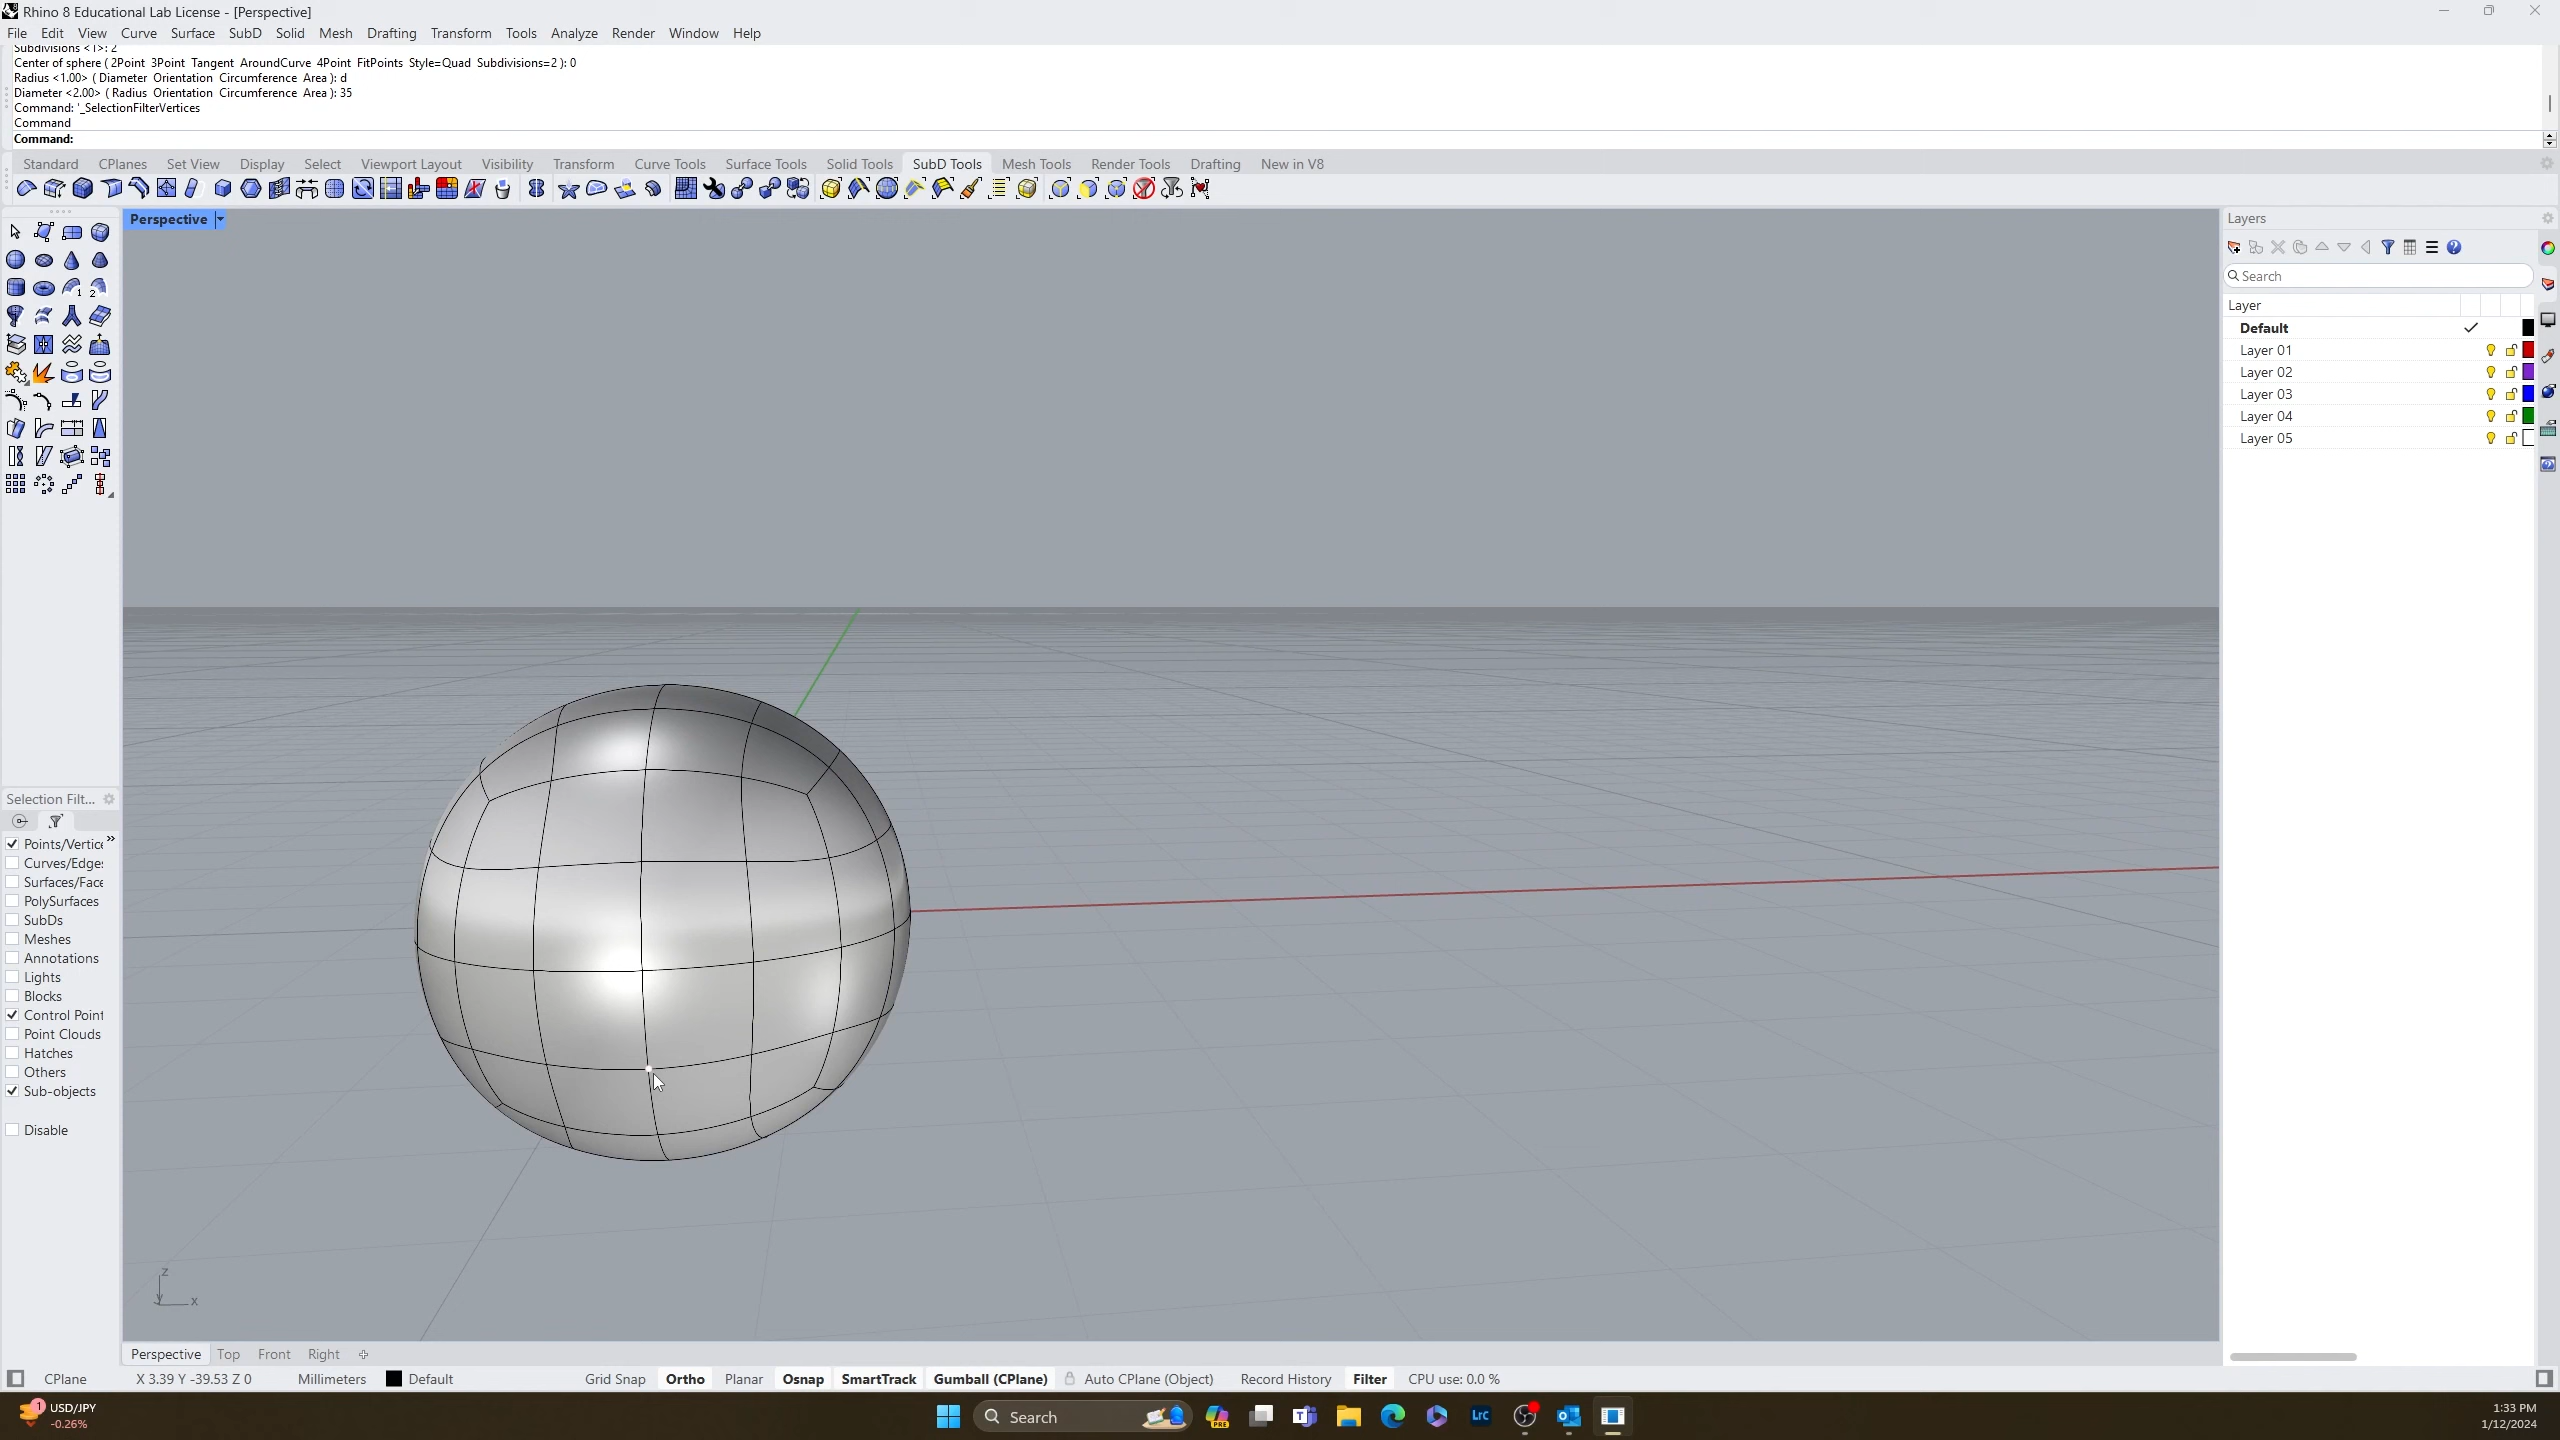 Rhino 8 Educational Lab License - [Perspective]
File Edit View Curve Surface SubD Solid Mesh Drafting Transform Tools Analyze Render Window Help
Subdivisions <1>: 2
Center of sphere ( 2Point 3Point Tangent AroundCurve 4Point FitPoints Style=Quad Subdivisions=2 ): 0
Radius <1.00> ( Diameter Orientation Circumference Area ): d
Diameter <2.00> ( Radius Orientation Circumference Area ): 35
Command: '_SelectionFilterVertices
Command
Command:
Standard CPlanes Set View Display Select Viewport Layout Visibility Transform Curve Tools Surface Tools Solid Tools SubD Tools Mesh Tools Render Tools Drafting New in V8
Perspective
Layers
Search
Layer
Default
Layer 01
Layer 02
Layer 03
Layer 04
Layer 05
Selection Filt...
Points/Vertic
Curves/Edges
Surfaces/Face
PolySurfaces
SubDs
Meshes
Annotations
Lights
Blocks
Control Point
Point Clouds
Hatches
Others
Sub-objects
Disable
z
y x
Perspective Top Front Right
CPlane X 3.39 Y -39.53 Z 0 Millimeters Default Grid Snap Ortho Planar Osnap SmartTrack Gumball (CPlane) Auto CPlane (Object) Record History Filter CPU use: 0.0 %
1 USD/JPY
-0.26%
Search
PRE
Lrc
1:33 PM
1/12/2024